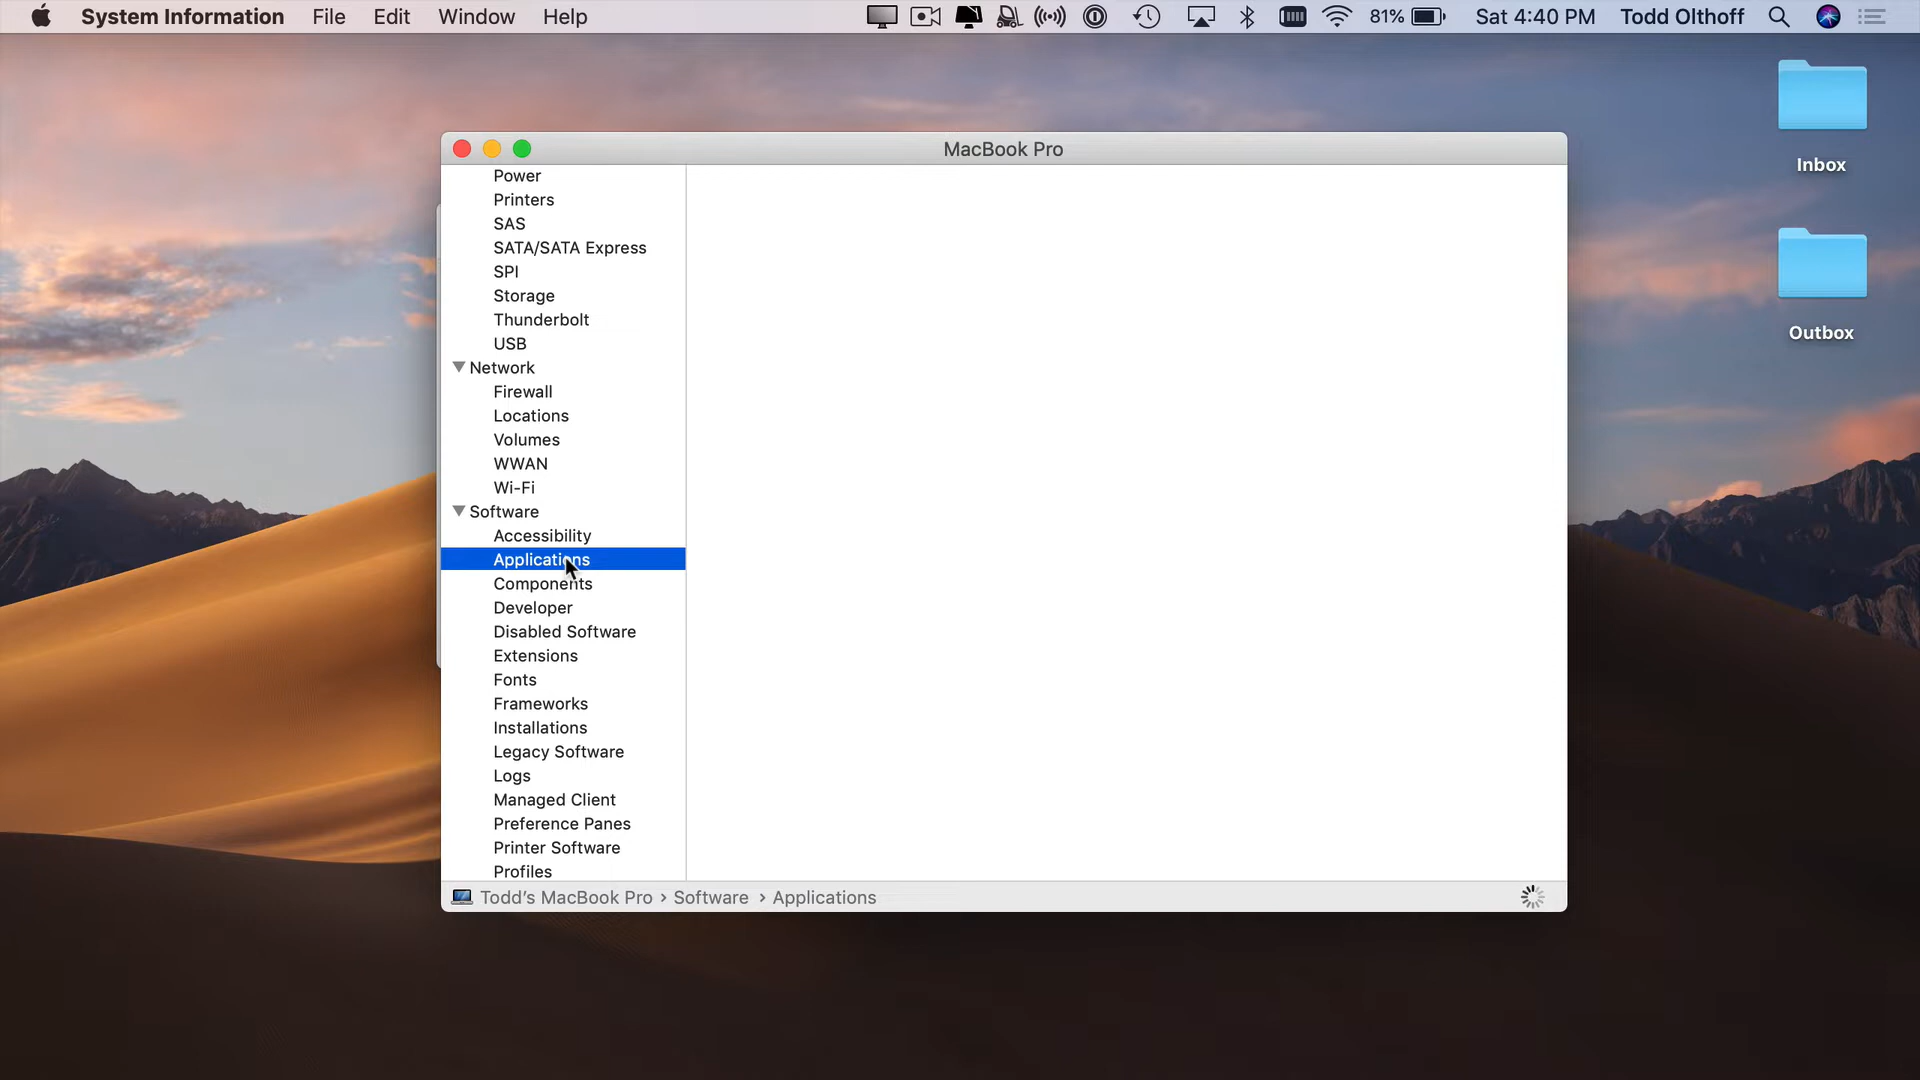 System Information File Edit Window Help 81% Sat 4:40 PM Todd Olthoff
Inbox
Outbox
MacBook Pro
Power
Printers
SAS
SATA/SATA Express
SPI
Storage
Thunderbolt
USB
Network
Firewall
Locations
Volumes
WWAN
Wi-Fi
Software
Accessibility
Applications
Components
Developer
Disabled Software
Extensions
Fonts
Frameworks
Installations
Legacy Software
Logs
Managed Client
Preference Panes
Printer Software
Profiles
Todd's MacBook Pro › Software › Applications